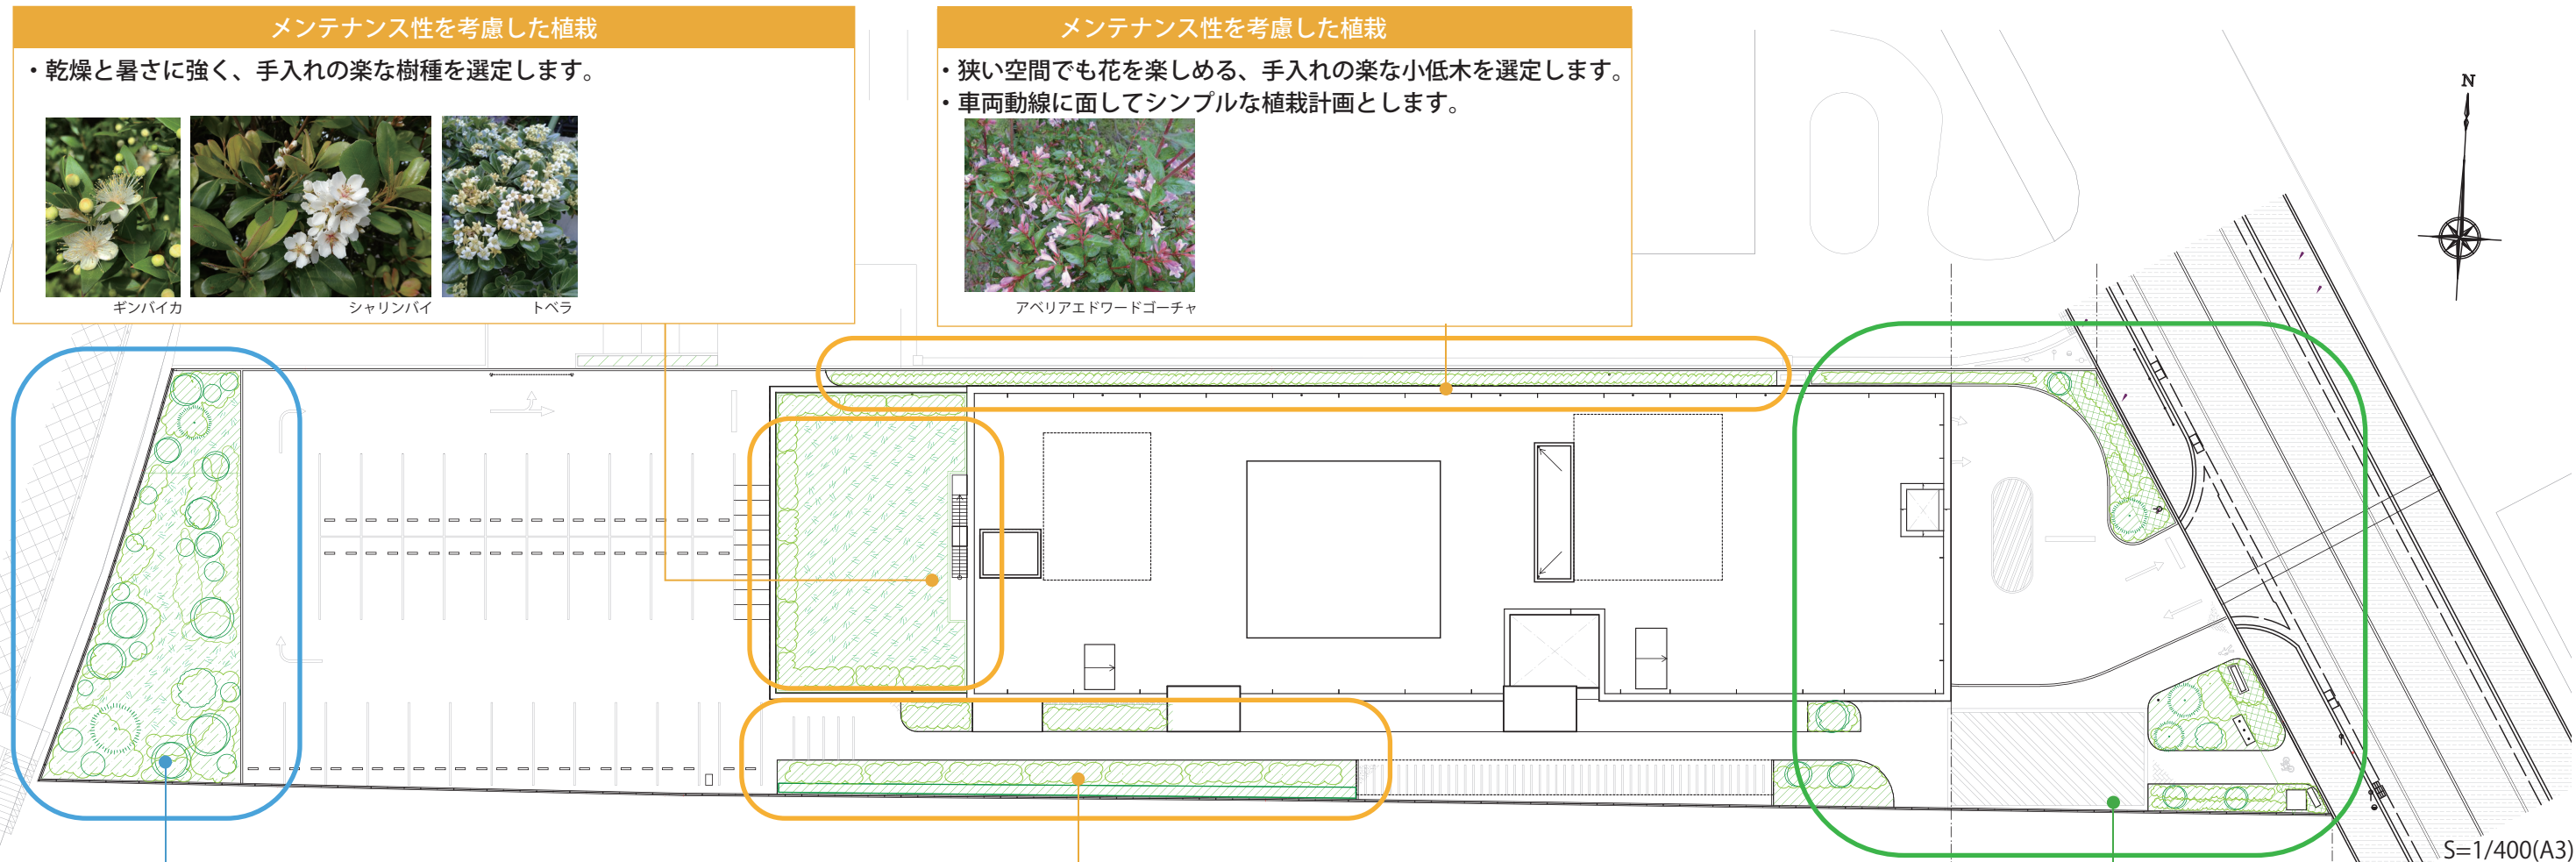 メンテナンス性を考慮した植栽
・乾燥と暑さに強く、手入れの楽な樹種を選定します。
ギンバイカ
シャリンバイ
トベラ
メンテナンス性を考慮した植栽
・狭い空間でも花を楽しめる、手入れの楽な小低木を選定します。
・車両動線に面してシンプルな植栽計画とします。
アベリアエドワードゴーチャ
N
S=1/400(A3)